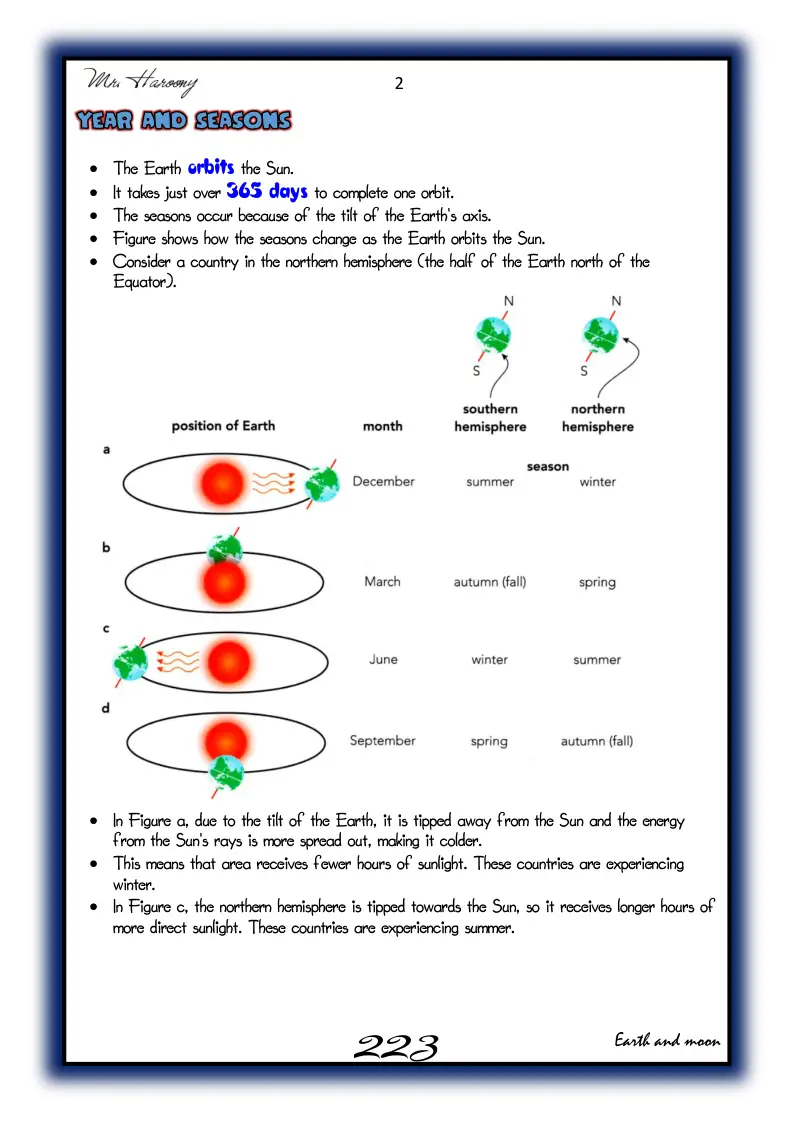 Mr. Haroony
2
YEAR AND SEASONS
• The Earth orbits the Sun.
• It takes just over 365 days to complete one orbit.
• The seasons occur because of the tilt of the Earth's axis.
• Figure shows how the seasons change as the Earth orbits the Sun.
• Consider a country in the northern hemisphere (the half of the Earth north of the
Equator).
N N
S S
southern northern
position of Earth month hemisphere hemisphere
a
season
December summer winter
b
March autumn (fall) spring
c
June winter summer
d
September spring autumn (fall)
• In Figure a, due to the tilt of the Earth, it is tipped away from the Sun and the energy
from the Sun's rays is more spread out, making it colder.
• This means that area receives fewer hours of sunlight. These countries are experiencing
winter.
• In Figure c, the northern hemisphere is tipped towards the Sun, so it receives longer hours of
more direct sunlight. These countries are experiencing summer.
223
Earth and moon